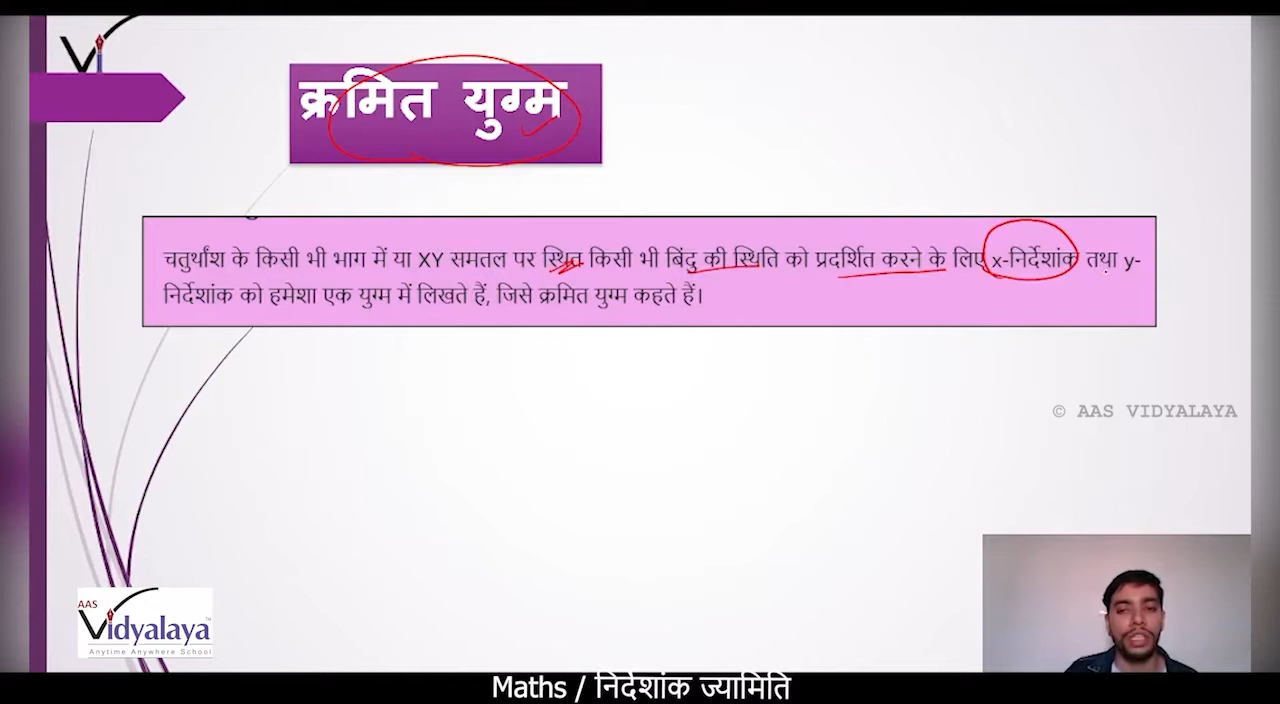 क्रमित युग्म
चतुर्थांश के किसी भी भाग में या XY समतल पर स्थित किसी भी बिंदु की स्थिति को प्रदर्शित करने के लिए x-निर्देशांक तथा y-
निर्देशांक को हमेशा एक युग्म में लिखते हैं, जिसे क्रमित युग्म कहते हैं।
© AAS VIDYALAYA
AAS
Vidyalaya
Anytime Anywhere School
Maths / निर्देशांक ज्यामिति